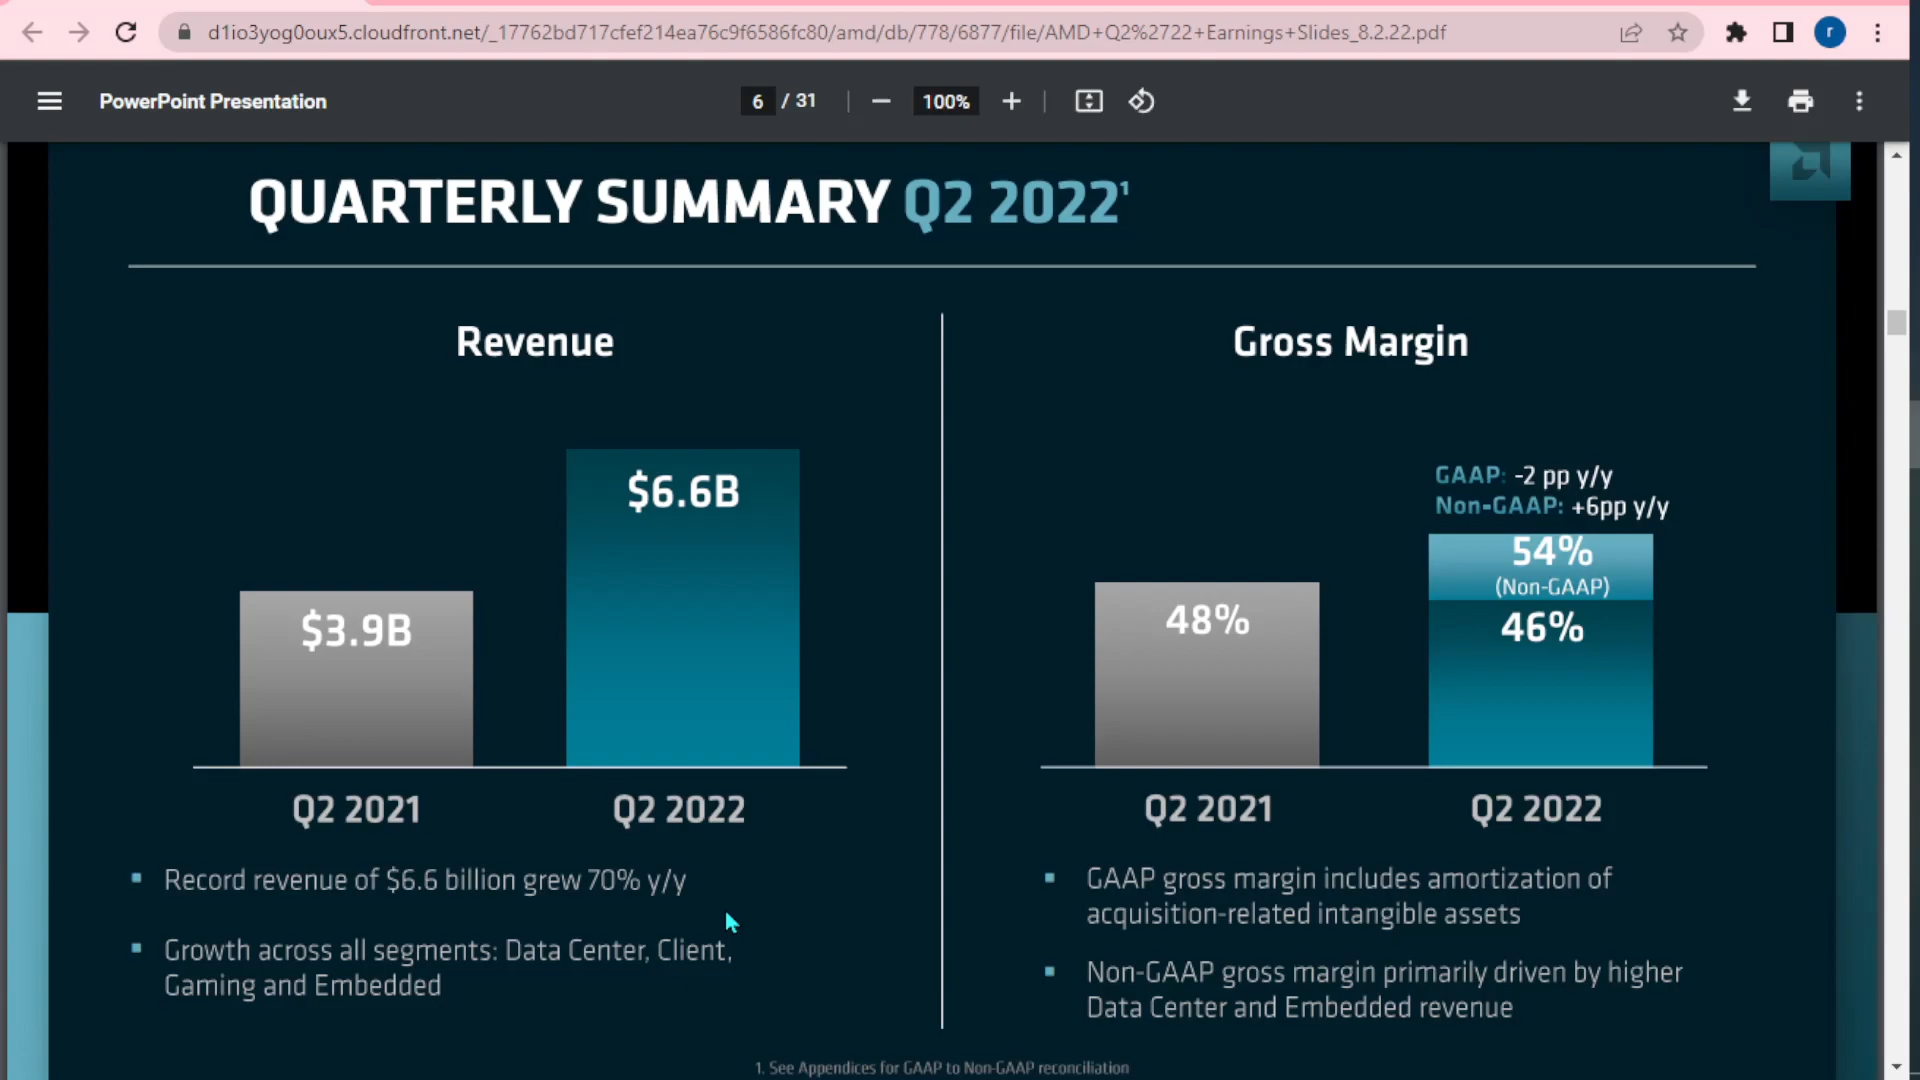 d1io3yog0oux5.cloudfront.net/_17762bd717cfef214ea76c9f6586fc80/amd/db/778/6877/file/AMD+Q2%2722+Earnings+Slides_8.2.22.pdf
r
PowerPoint Presentation
6 / 31
100%
QUARTERLY SUMMARY Q2 2022¹
Revenue
$3.9B
$6.6B
Q2 2021
Q2 2022
▪ Record revenue of $6.6 billion grew 70% y/y
▪ Growth across all segments: Data Center, Client,
Gaming and Embedded
Gross Margin
GAAP: -2 pp y/y
Non-GAAP: +6pp y/y
48%
54%
(Non-GAAP)
46%
Q2 2021
Q2 2022
▪ GAAP gross margin includes amortization of
acquisition-related intangible assets
▪ Non-GAAP gross margin primarily driven by higher
Data Center and Embedded revenue
1. See Appendices for GAAP to Non-GAAP reconciliation